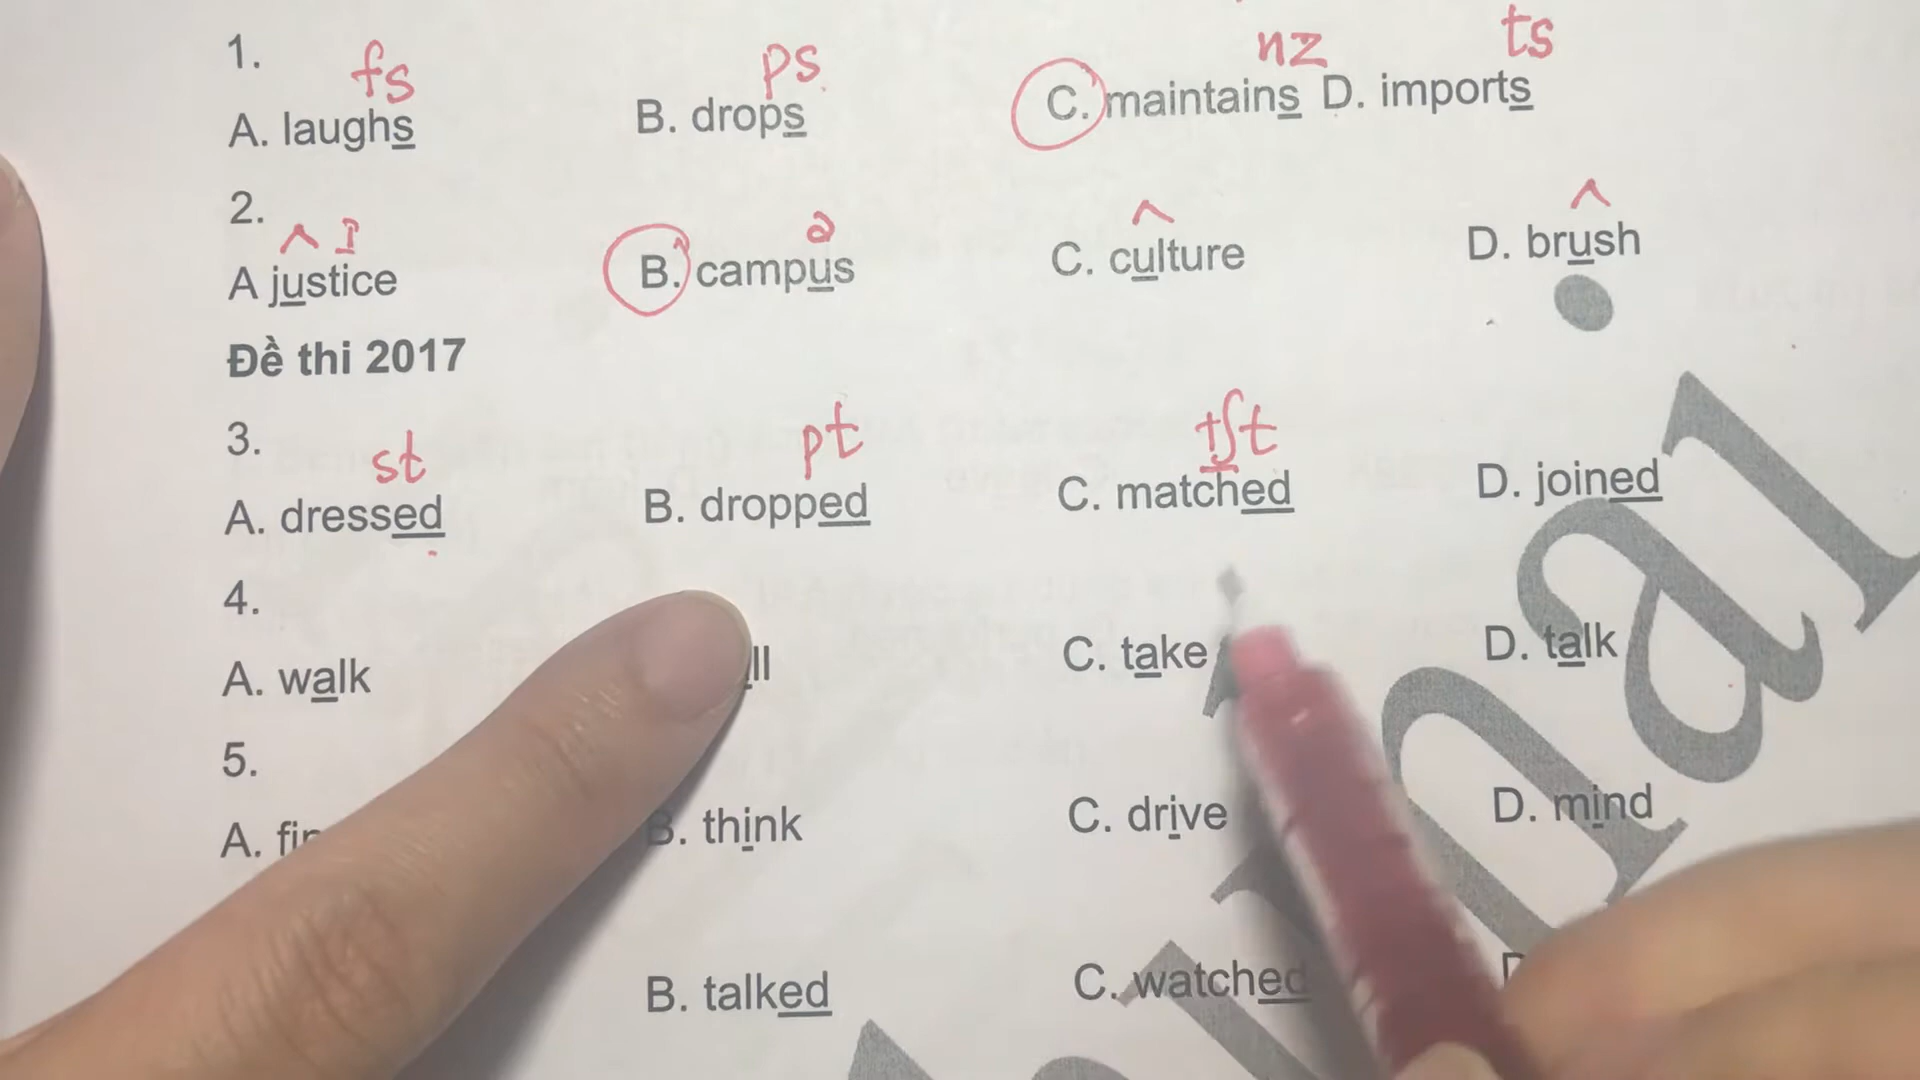 1.
fs ps nz ts
A. laughs B. drops C. maintains D. imports
2.
ʌ ɪ ə ʌ ʌ
A justice B. campus C. culture D. brush
Đề thi 2017
3.
st pt tʃt
A. dressed B. dropped C. matched D. joined
4.
A. walk C. take D. talk
5.
A. B. think C. drive D. mind
B. talked C. watched